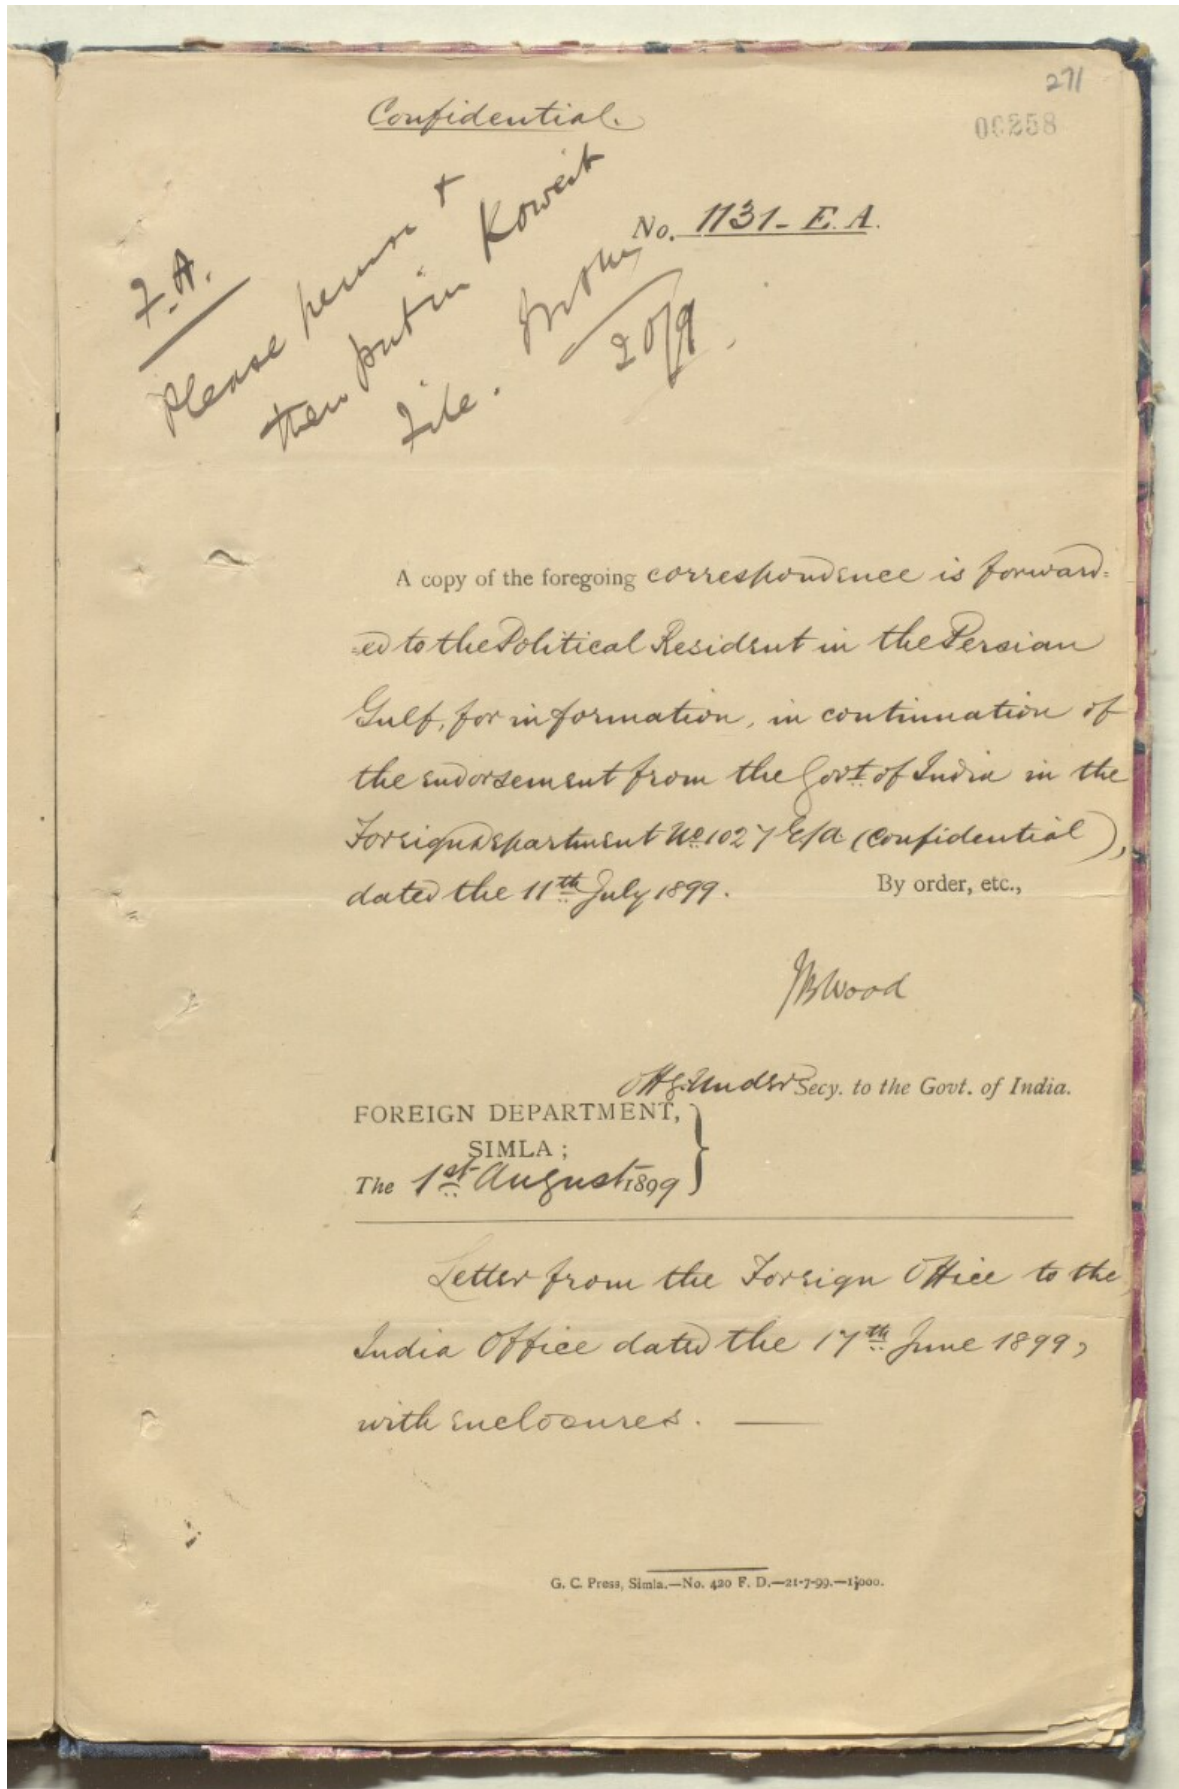 271
00258
Confidential.
No. 1131-E.A.
F.A.
Please peruse &
then put in Koweit
File.
20/9.
A copy of the foregoing correspondence is forward=
=ed to the Political Resident in the Persian
Gulf, for information, in continuation of
the endorsement from the Govt. of India in the
Foreign Department No 1027 E/A (confidential),
dated the 11th July 1899.
By order, etc.,
JBWood
Offg. Under Secy. to the Govt. of India.
FOREIGN DEPARTMENT,
SIMLA;
The 1st August 1899
Letter from the Foreign Office to the
India Office dated the 17th June 1899,
with enclosures. —
G. C. Press, Simla.—No. 420 F. D.—21-7-99.—1,000.